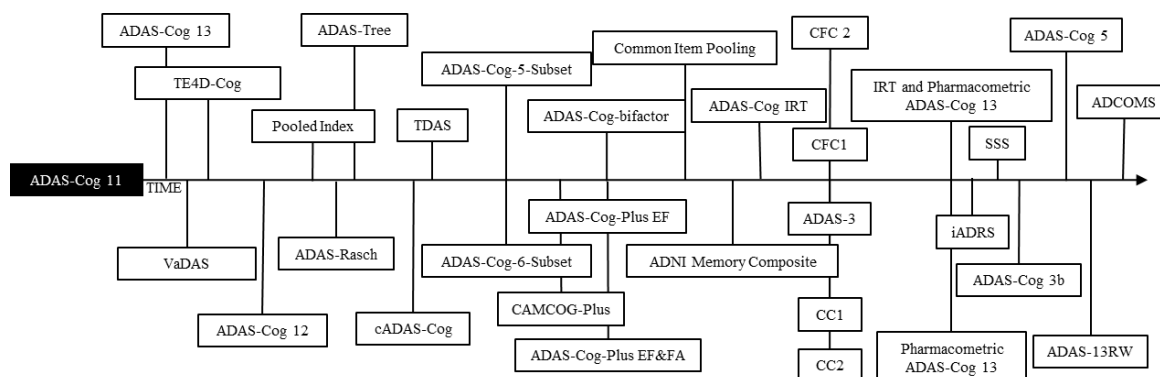 ADAS-Cog 13
ADAS-Tree
CFC 2
ADAS-Cog 5
Common Item Pooling
ADAS-Cog-5-Subset
TE4D-Cog
IRT and Pharmacometric
ADAS-Cog 13
ADAS-Cog IRT
ADCOMS
ADAS-Cog-bifactor
Pooled Index
TDAS
CFC1
SSS
ADAS-Cog 11
TIME
ADAS-Cog-Plus EF
ADAS-3
iADRS
VaDAS
ADAS-Rasch
ADAS-Cog-6-Subset
ADNI Memory Composite
ADAS-Cog 3b
CAMCOG-Plus
CC1
ADAS-Cog 12
cADAS-Cog
ADAS-Cog-Plus EF&FA
CC2
Pharmacometric
ADAS-Cog 13
ADAS-13RW